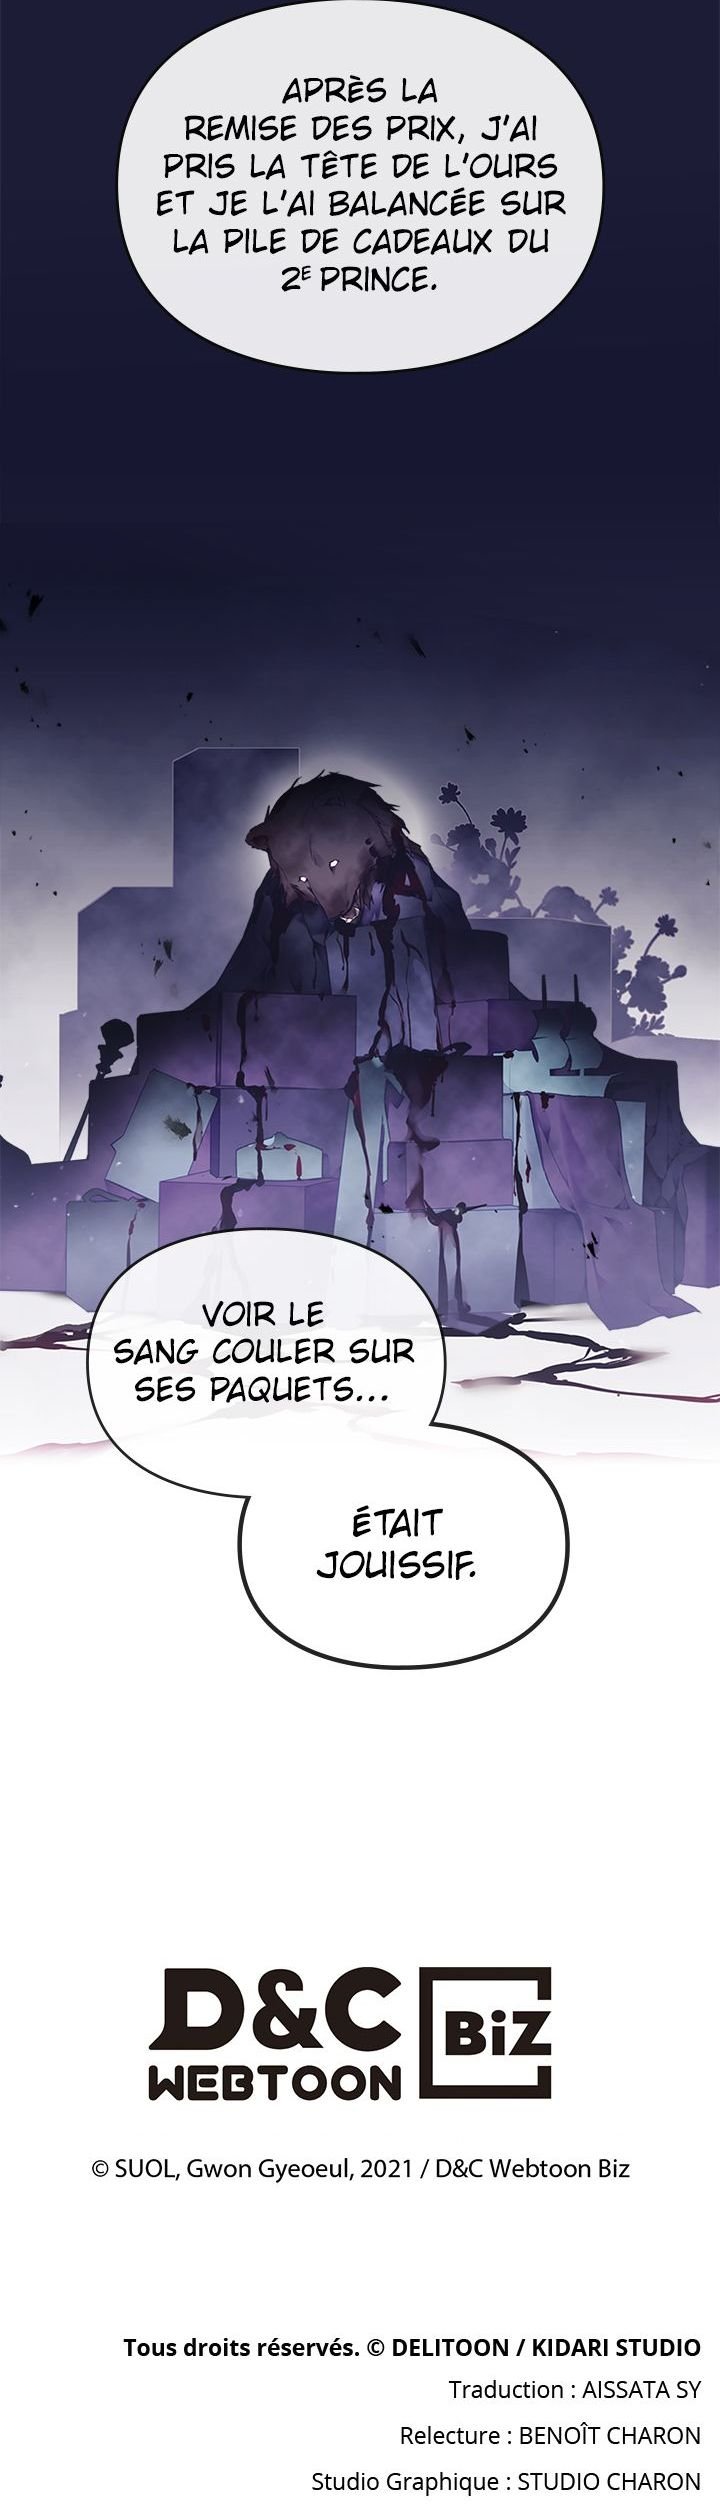 APRÈS LA
REMISE DES PRIX, J'AI
PRIS LA TÊTE DE L'OURS
ET JE L'AI BALANCÉE SUR
LA PILE DE CADEAUX DU
2E PRINCE.
VOIR LE
SANG COULER SUR
SES PAQUETS...
ÉTAIT
JOUISSIF.
D&C BiZ
WEBTOON
© SUOL, Gwon Gyeoeul, 2021 / D&C Webtoon Biz
Tous droits réservés. © DELITOON / KIDARI STUDIO
Traduction : AISSATA SY
Relecture : BENOÎT CHARON
Studio Graphique : STUDIO CHARON